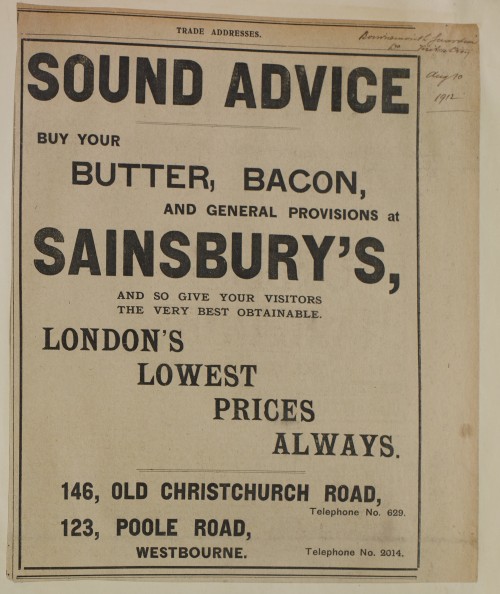 TRADE ADDRESSES.
Bournemouth Guardian
Aug 10
1912
SOUND ADVICE
BUY YOUR
BUTTER, BACON,
AND GENERAL PROVISIONS at
SAINSBURY'S,
AND SO GIVE YOUR VISITORS
THE VERY BEST OBTAINABLE.
LONDON'S
LOWEST
PRICES
ALWAYS.
146, OLD CHRISTCHURCH ROAD,
Telephone No. 629.
123, POOLE ROAD,
WESTBOURNE.
Telephone No. 2014.